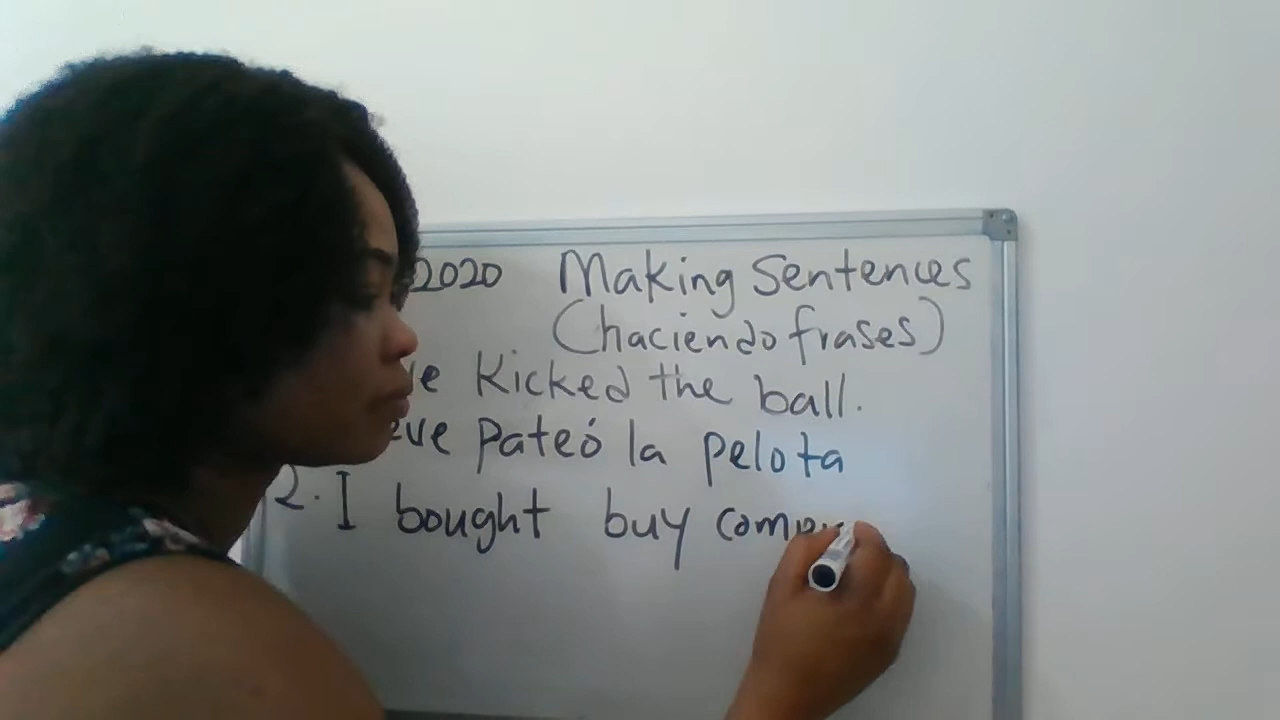 2020 Making Sentences
(haciendo frases)
Kicked the ball.
pateó la pelota
2. I bought buy